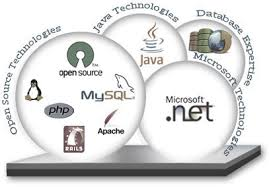 Open Source Technologies
Java Technologies
Database Expertise
Microsoft Technologies
open source
MySQL
php
Apache
RAILS
Java
Microsoft
.net